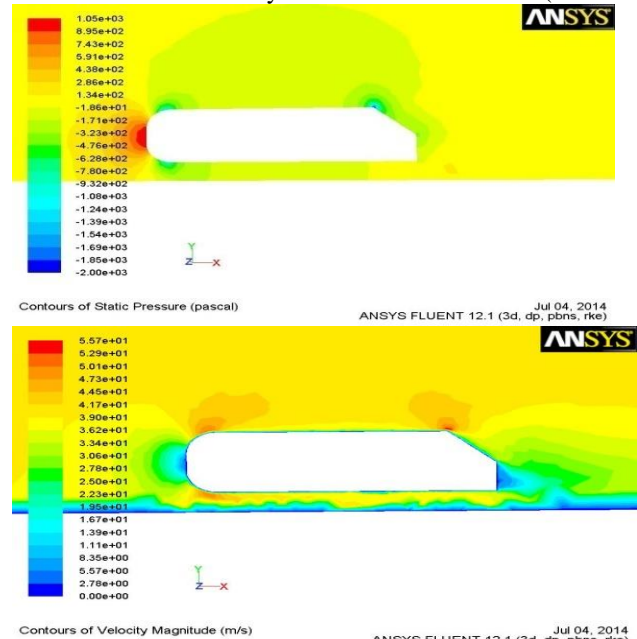 ANSYS
1.05e+03
8.95e+02
7.43e+02
5.91e+02
4.38e+02
2.86e+02
1.34e+02
-1.86e+01
-1.71e+02
-3.23e+02
-4.76e+02
-6.28e+02
-7.80e+02
-9.32e+02
-1.08e+03
-1.24e+03
-1.39e+03
-1.54e+03
-1.69e+03
-1.85e+03
-2.00e+03
Y
Z X
Contours of Static Pressure (pascal) Jul 04, 2014
ANSYS FLUENT 12.1 (3d, dp, pbns, rke)
ANSYS
5.57e+01
5.29e+01
5.01e+01
4.73e+01
4.45e+01
4.17e+01
3.90e+01
3.62e+01
3.34e+01
3.06e+01
2.78e+01
2.50e+01
2.23e+01
1.95e+01
1.67e+01
1.39e+01
1.11e+01
8.35e+00
5.57e+00
2.78e+00
0.00e+00
Y
Z X
Contours of Velocity Magnitude (m/s) Jul 04, 2014
ANSYS FLUENT 12.1 (3d, dp, pbns, rke)